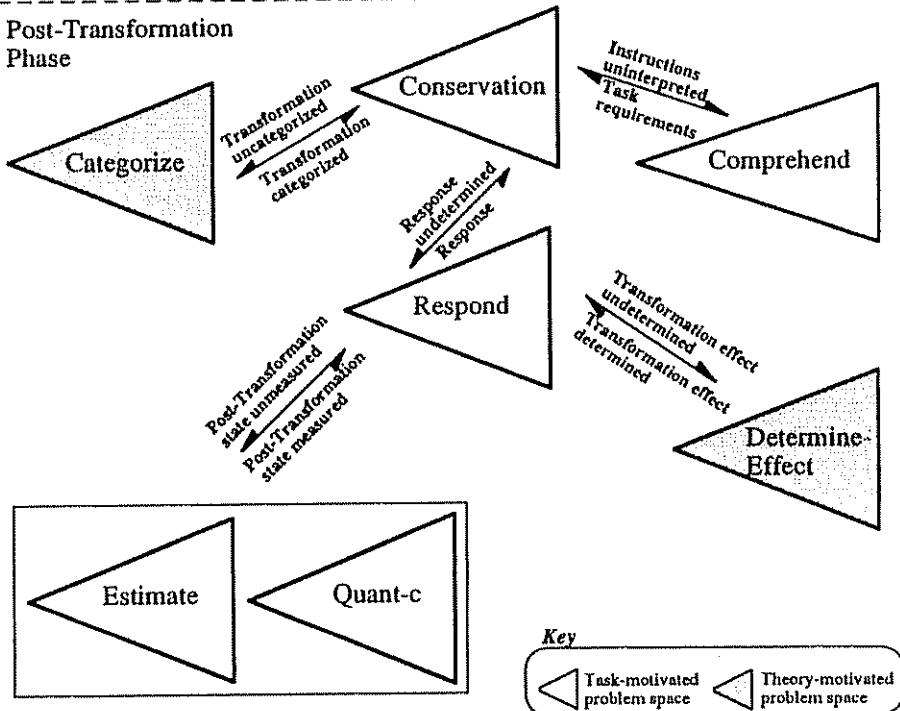 Post-Transformation
Phase
Conservation
Instructions
uninterpreted
Task
requirements
Transformation
uncategorized
Transformation
categorized
Categorize
Comprehend
Response
undetermined
Response
Respond
Transformation effect
undetermined
Transformation effect
determined
Post-Transformation
state unmeasured
Post-Transformation
state measured
Determine-
Effect
Estimate
Quant-c
Key
Task-motivated
problem space
Theory-motivated
problem space